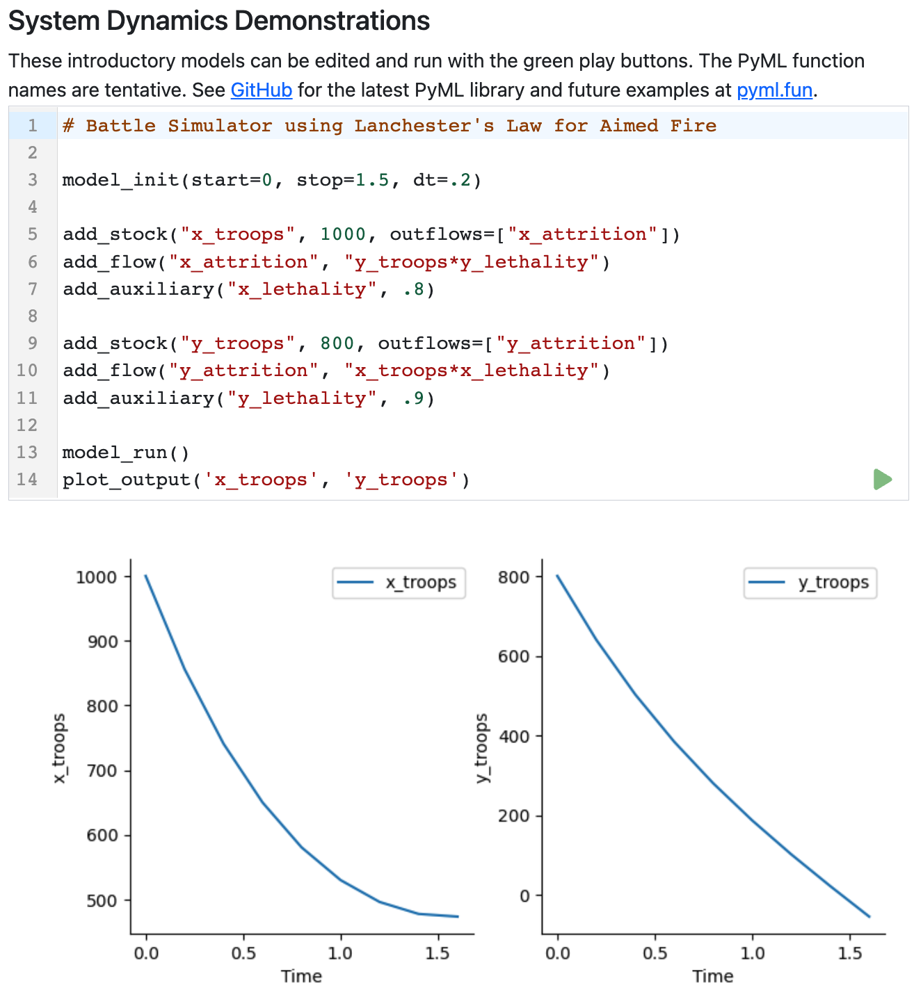 System Dynamics Demonstrations
These introductory models can be edited and run with the green play buttons. The PyML function
names are tentative. See GitHub for the latest PyML library and future examples at pyml.fun.
1 # Battle Simulator using Lanchester's Law for Aimed Fire
2
3 model_init(start=0, stop=1.5, dt=.2)
4
5 add_stock("x_troops", 1000, outflows=["x_attrition"])
6 add_flow("x_attrition", "y_troops*y_lethality")
7 add_auxiliary("x_lethality", .8)
8
9 add_stock("y_troops", 800, outflows=["y_attrition"])
10 add_flow("y_attrition", "x_troops*x_lethality")
11 add_auxiliary("y_lethality", .9)
12
13 model_run()
14 plot_output('x_troops', 'y_troops')
x_troops
1000
900
800
700
600
500
x_troops
0.0 0.5 1.0 1.5
Time
y_troops
800
600
400
200
0
y_troops
0.0 0.5 1.0 1.5
Time